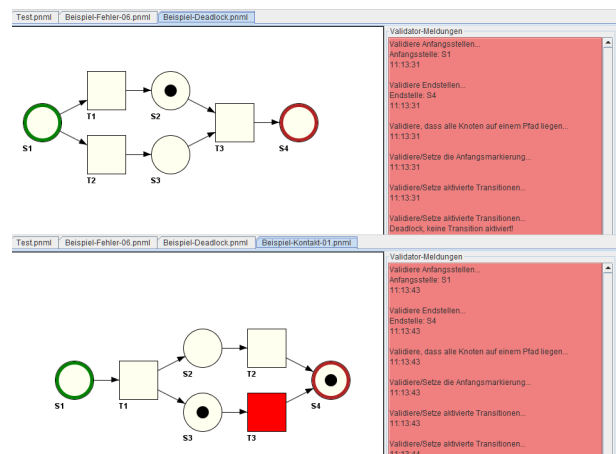 Test.pnml Beispiel-Fehler-06.pnml Beispiel-Deadlock.pnml
Validator-Meldungen
Validiere Anfangsstellen...
Anfangsstelle: S1
11:13:31
Validiere Endstellen...
Endstelle: S4
11:13:31
Validiere, dass alle Knoten auf einem Pfad liegen...
11:13:31
Validiere/Setze die Anfangsmarkierung...
11:13:31
Validiere/Setze aktivierte Transitionen...
11:13:31
Validiere/Setze aktivierte Transitionen...
Deadlock, keine Transition aktiviert!
T1 S2
S1 T3 S4
T2 S3
Test.pnml Beispiel-Fehler-06.pnml Beispiel-Deadlock.pnml Beispiel-Kontakt-01.pnml
Validator-Meldungen
Validiere Anfangsstellen...
Anfangsstelle: S1
11:13:43
Validiere Endstellen...
Endstelle: S4
11:13:43
Validiere, dass alle Knoten auf einem Pfad liegen...
11:13:43
Validiere/Setze die Anfangsmarkierung...
11:13:43
Validiere/Setze aktivierte Transitionen...
11:13:43
Validiere/Setze aktivierte Transitionen...
11:13:44
S2 T2
S1 T1 S4
S3 T3